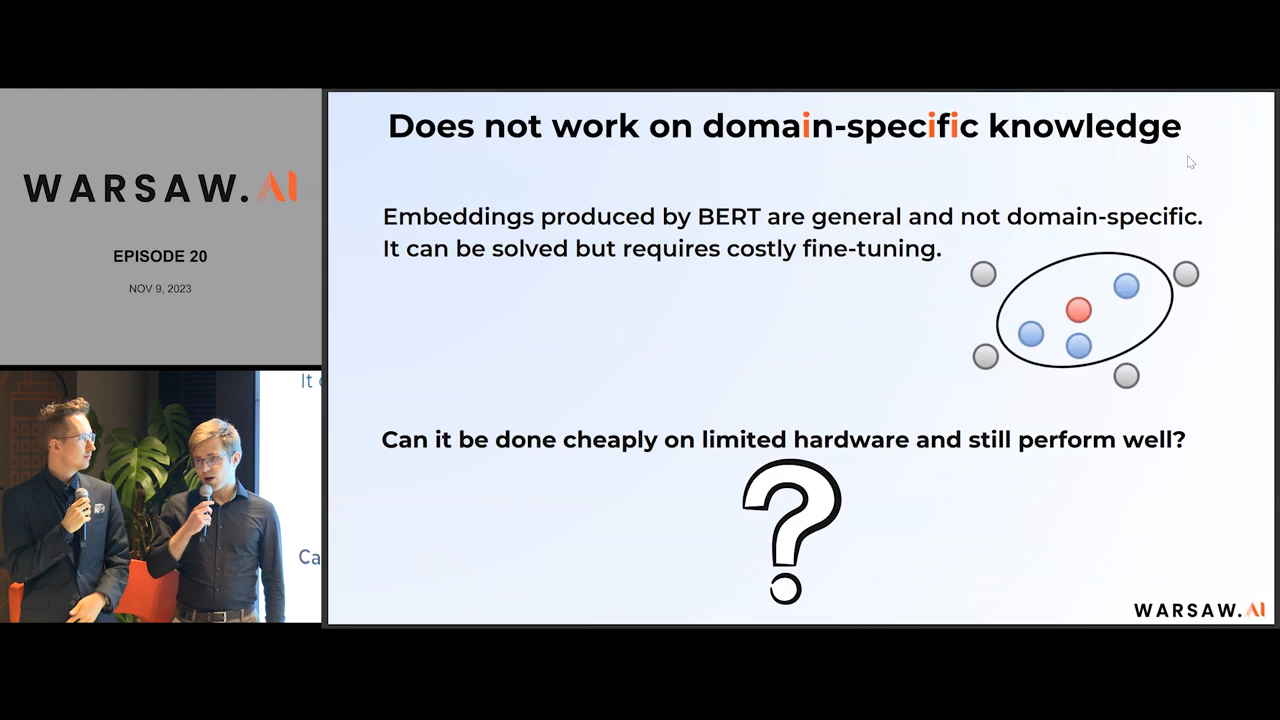 WARSAW.AI
EPISODE 20
NOV 9, 2023
Does not work on domain-specific knowledge
Embeddings produced by BERT are general and not domain-specific.
It can be solved but requires costly fine-tuning.
Can it be done cheaply on limited hardware and still perform well?
?
WARSAW.AI
It
Ca